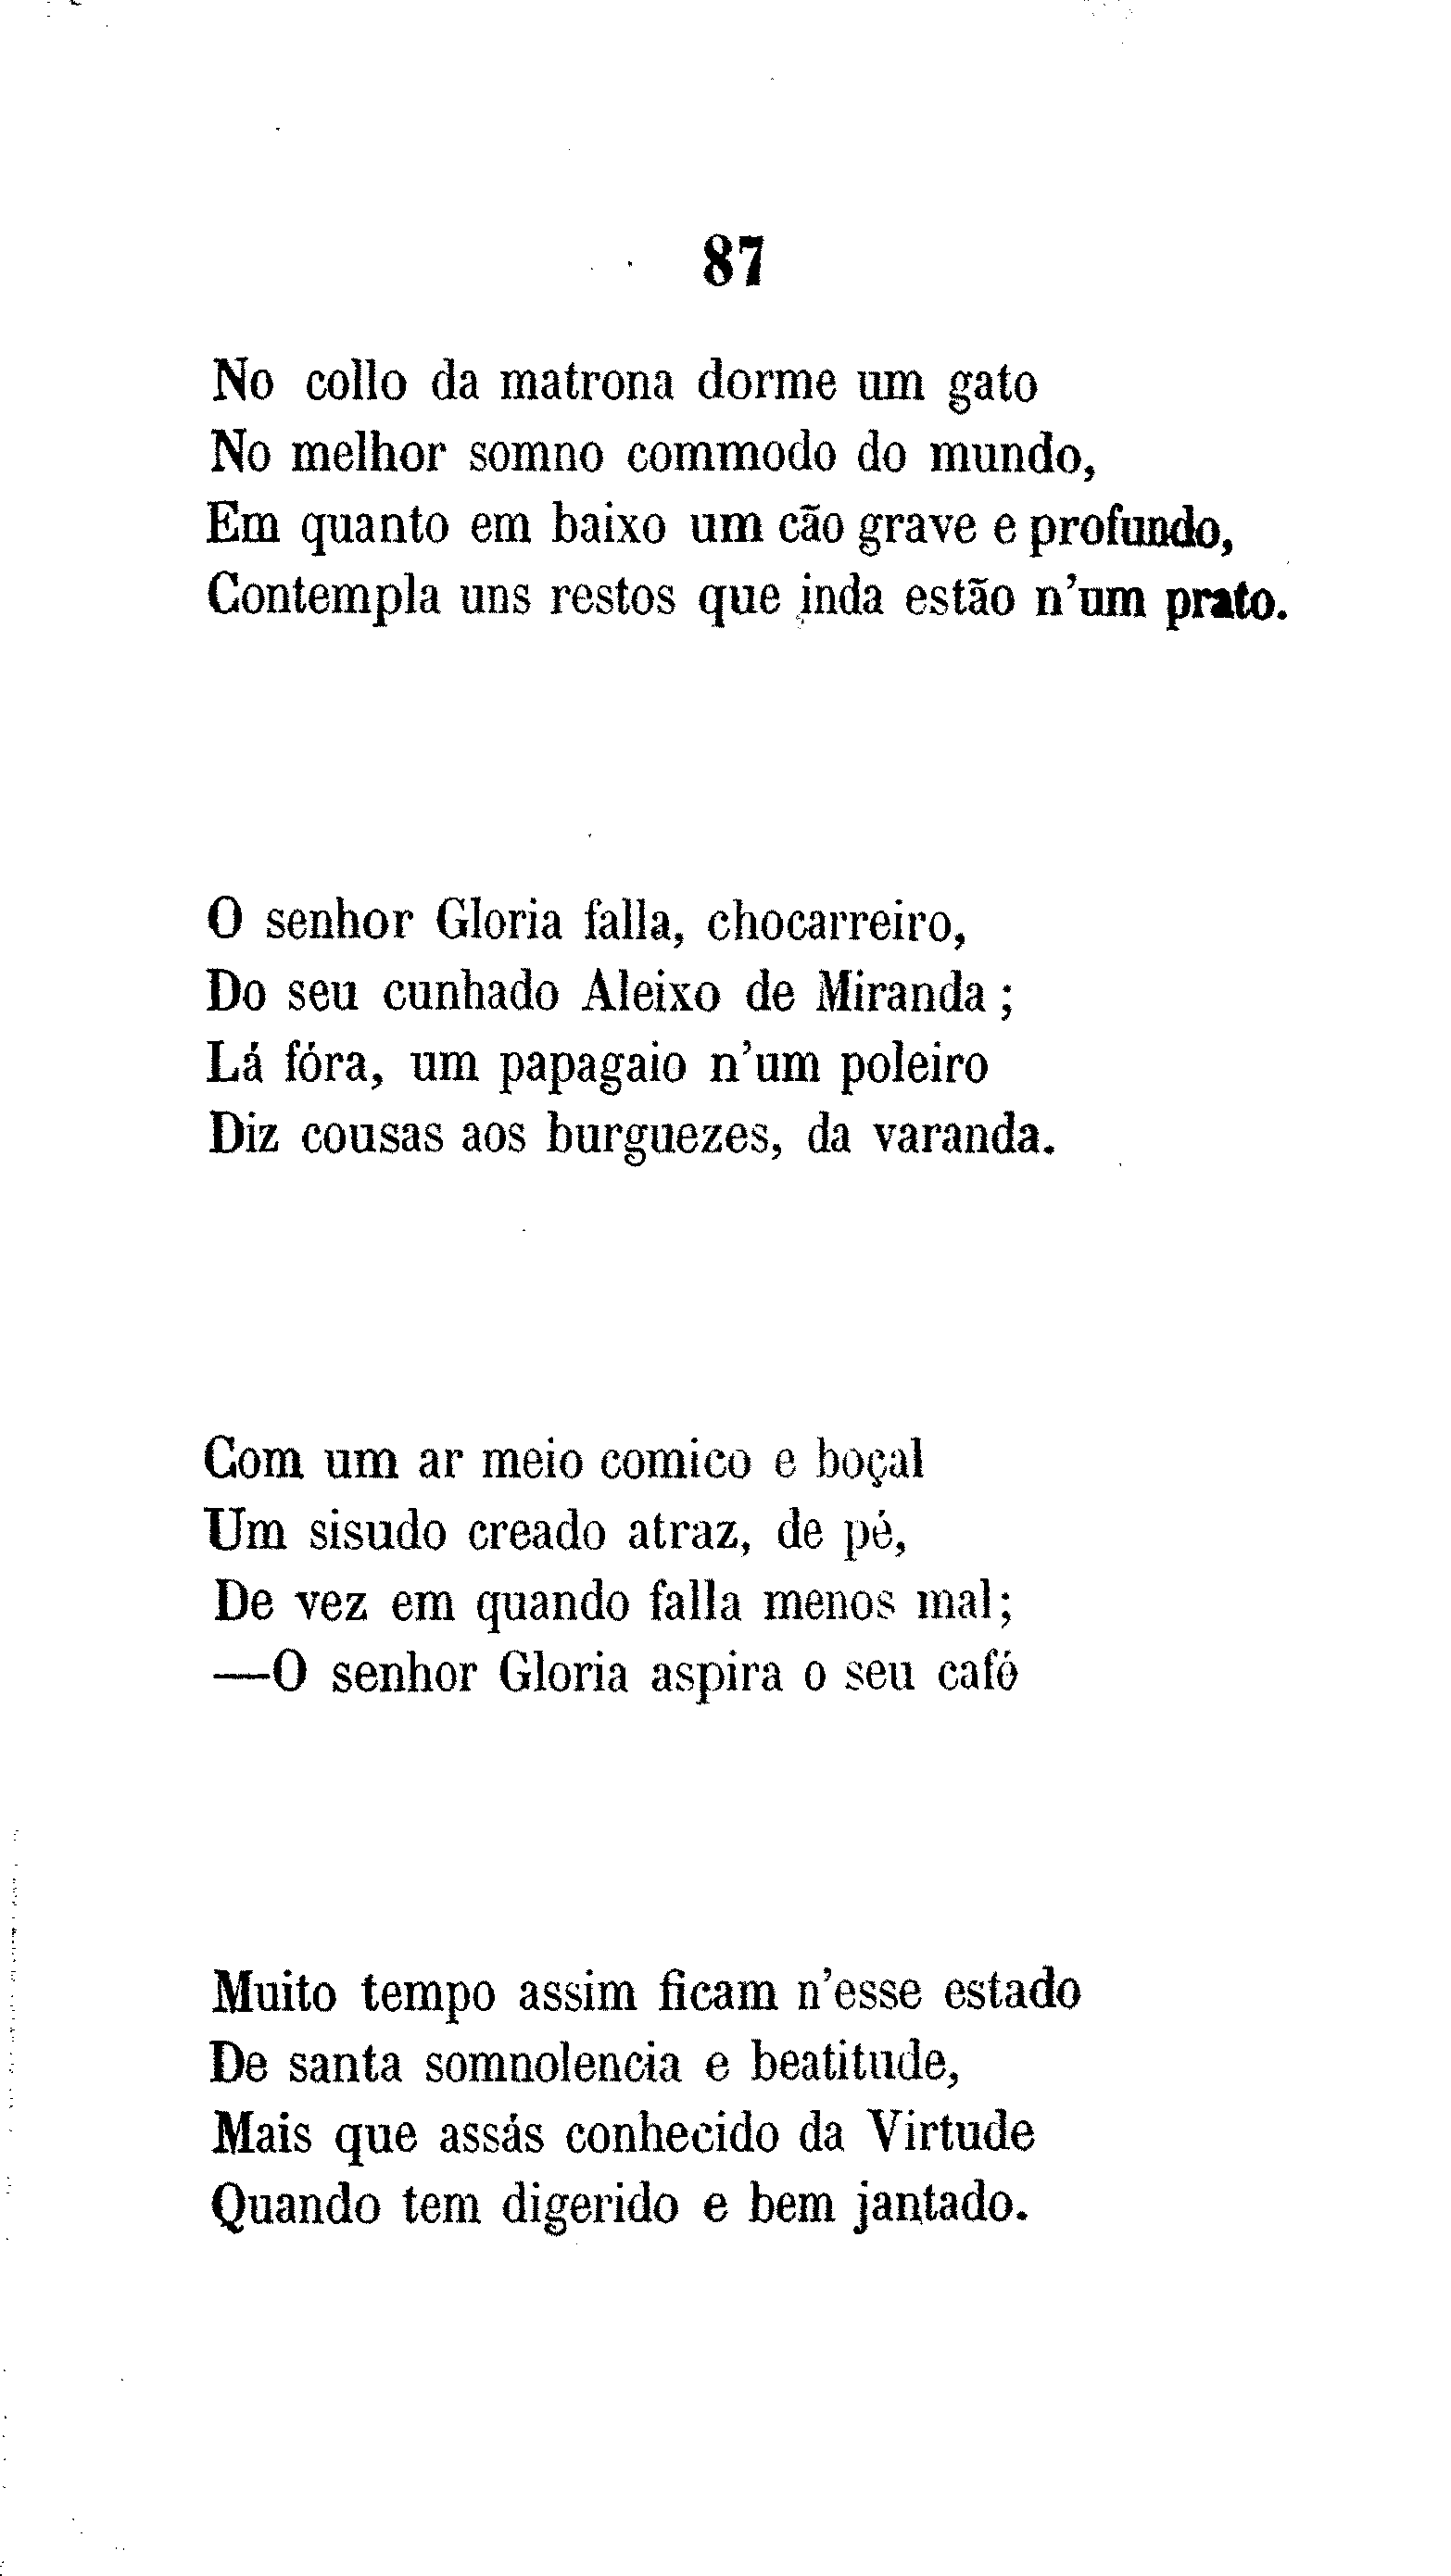 87
No collo da matrona dorme um gato
No melhor somno commodo do mundo,
Em quanto em baixo um cão grave e profundo,
Contempla uns restos que inda estão n'um prato.
O senhor Gloria falla, chocarreiro,
Do seu cunhado Aleixo de Miranda;
Lá fóra, um papagaio n'um poleiro
Diz cousas aos burguezes, da varanda.
Com um ar meio comico e boçal
Um sisudo creado atraz, de pé,
De vez em quando falla menos mal;
—O senhor Gloria aspira o seu café
Muito tempo assim ficam n'esse estado
De santa somnolencia e beatitude,
Mais que assás conhecido da Virtude
Quando tem digerido e bem jantado.